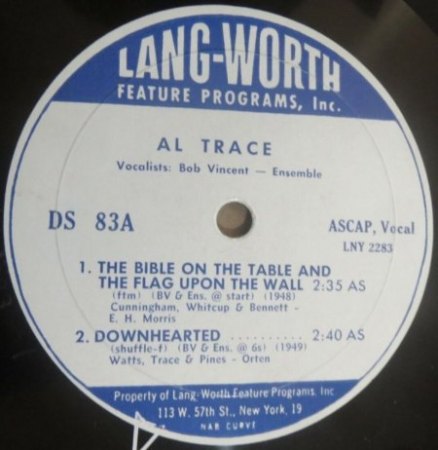 LANG-WORTH
FEATURE PROGRAMS, Inc.
AL TRACE
Vocalists: Bob Vincent — Ensemble
DS 83A
ASCAP, Vocal
LNY 2283
1. THE BIBLE ON THE TABLE AND
THE FLAG UPON THE WALL 2:35 AS
(ftm) (BV & Ens. @ start) (1948)
Cunningham, Whitcup & Bennett -
E. H. Morris
2. DOWNHEARTED .......... 2:40 AS
(shuffle-f) (BV & Ens. @ 6s) (1949)
Watts, Trace & Pines - Orten
Property of Lang-Worth Feature Programs, Inc
113 W. 57th St., New York, 19
NAB CURVE